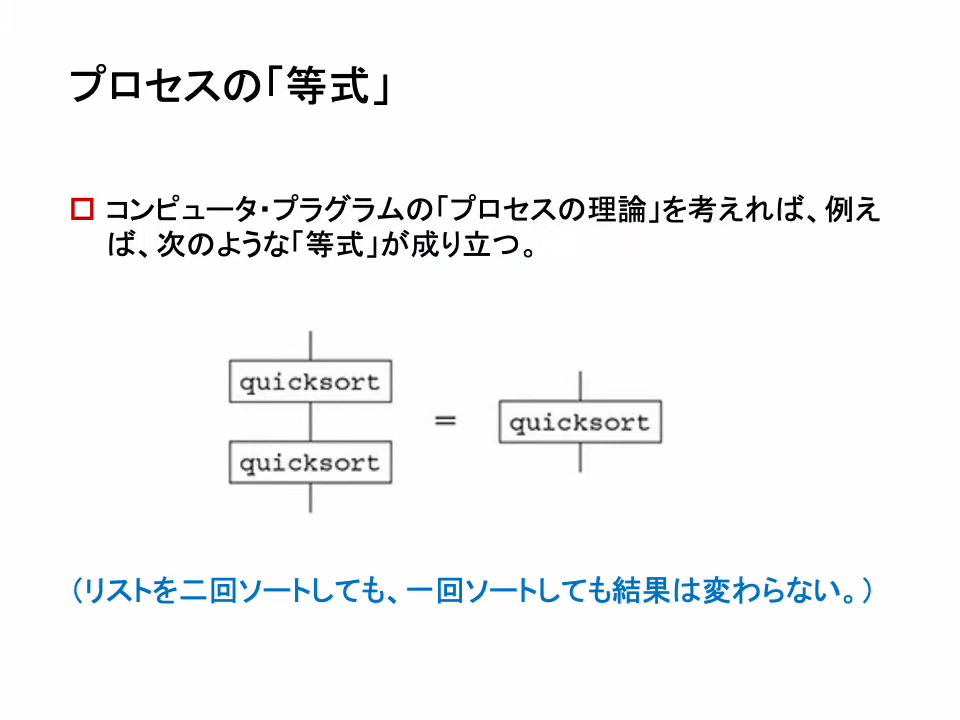 プロセスの「等式」
コンピュータ・プラグラムの「プロセスの理論」を考えれば、例え
ば、次のような「等式」が成り立つ。
quicksort
quicksort
=
quicksort
（リストを二回ソートしても、一回ソートしても結果は変わらない。）